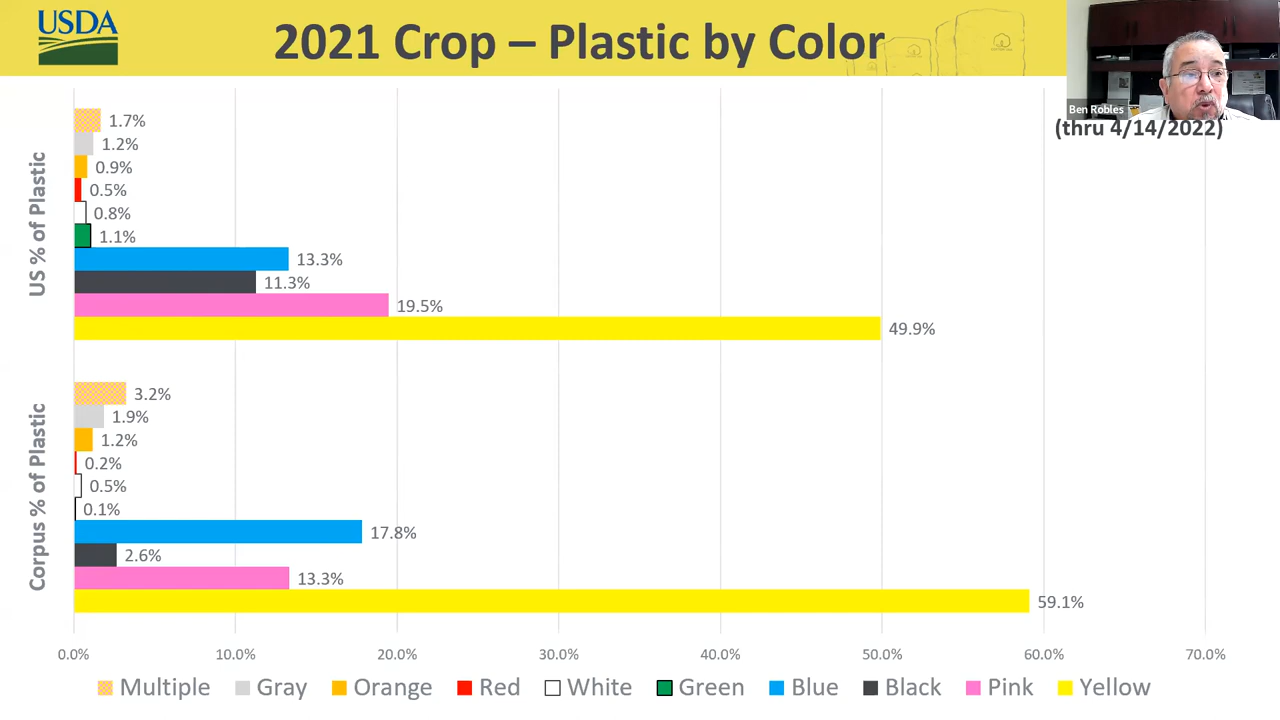 USDA
2021 Crop – Plastic by Color
Ben Robles
(thru 4/14/2022)
US % of Plastic
1.7%
1.2%
0.9%
0.5%
0.8%
1.1%
13.3%
11.3%
19.5%
49.9%
Corpus % of Plastic
3.2%
1.9%
1.2%
0.2%
0.5%
0.1%
17.8%
2.6%
13.3%
59.1%
0.0% 10.0% 20.0% 30.0% 40.0% 50.0% 60.0% 70.0%
Multiple Gray Orange Red White Green Blue Black Pink Yellow